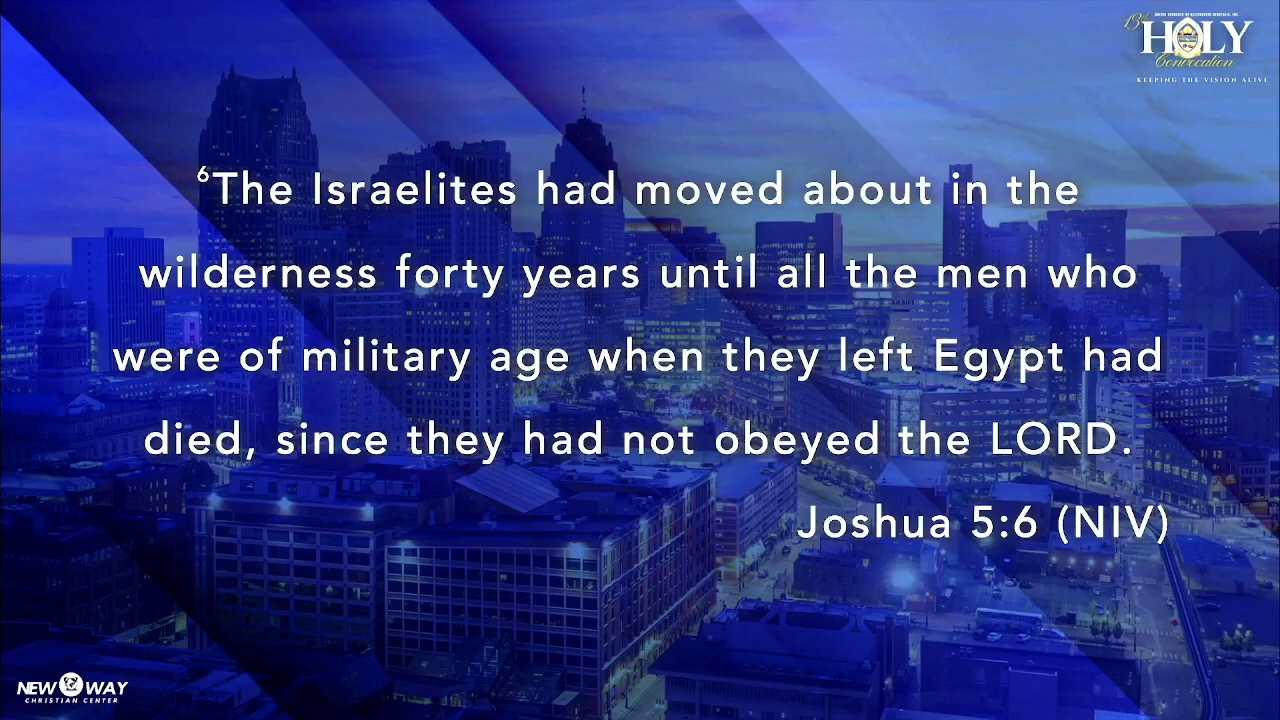 13th
HOLY
Convocation
KEEPING THE VISION ALIVE
⁶The Israelites had moved about in the
wilderness forty years until all the men who
were of military age when they left Egypt had
died, since they had not obeyed the LORD.
Joshua 5:6 (NIV)
NEW WAY
CHRISTIAN CENTER